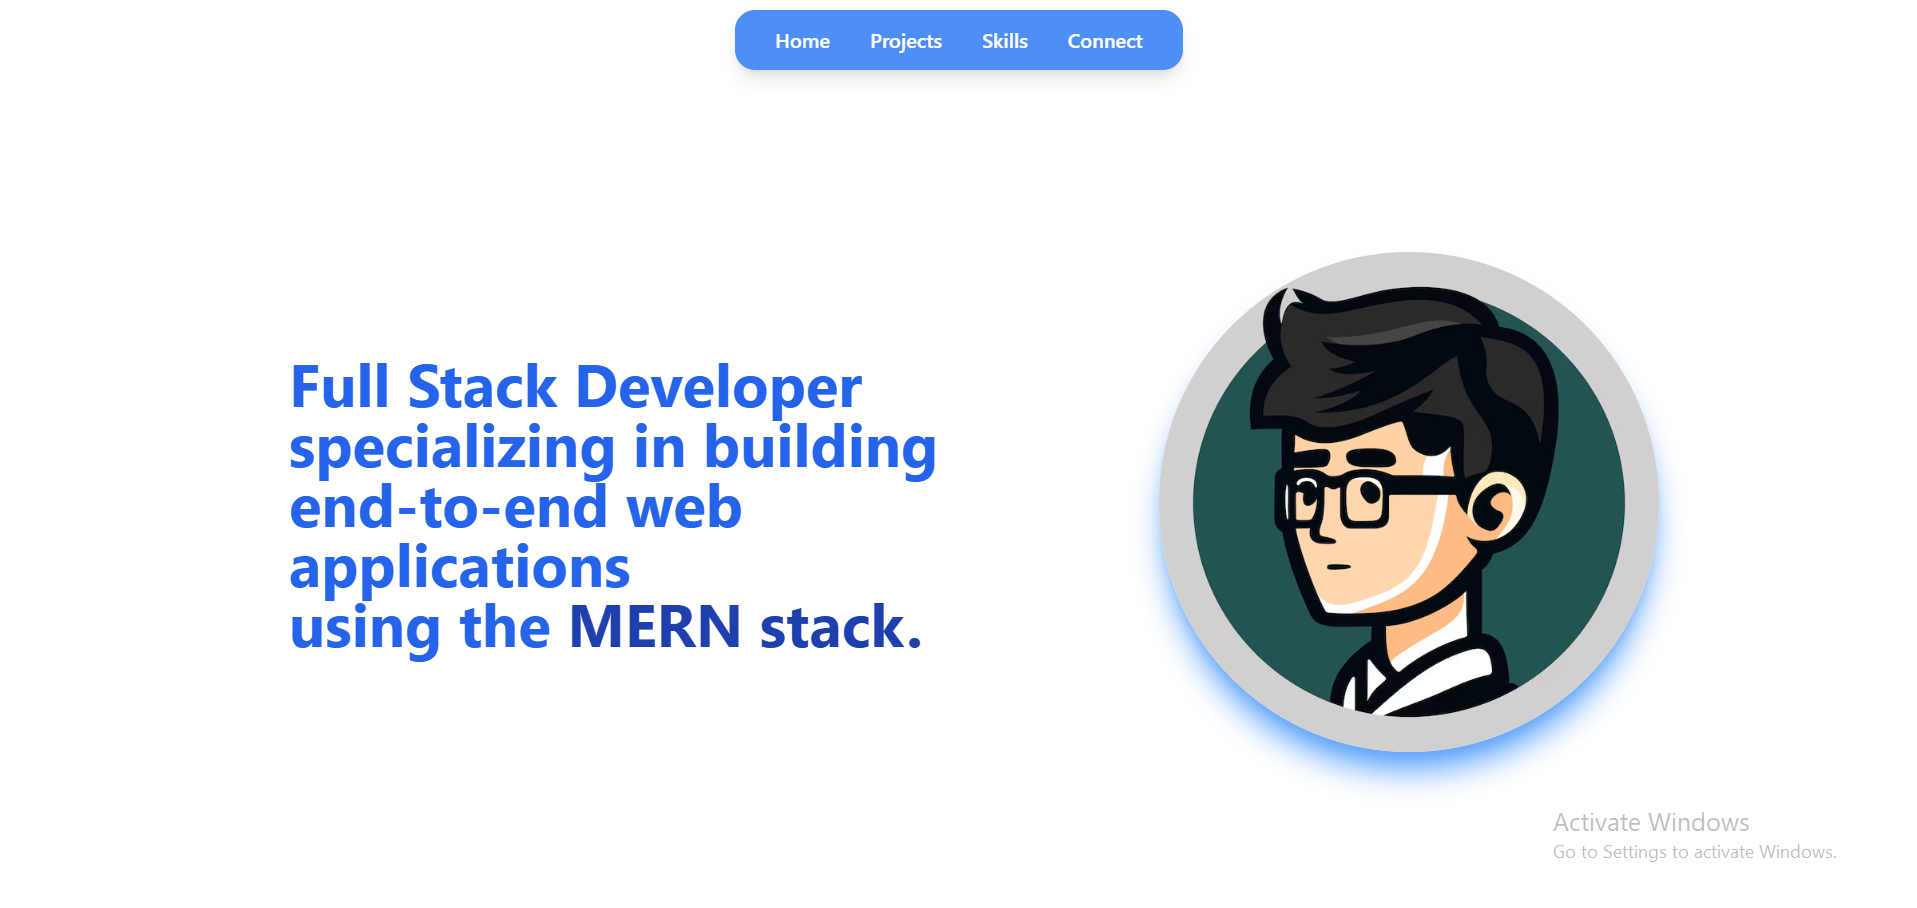 Home Projects Skills Connect
Full Stack Developer
specializing in building
end-to-end web
applications
using the MERN stack.
Activate Windows
Go to Settings to activate Windows.